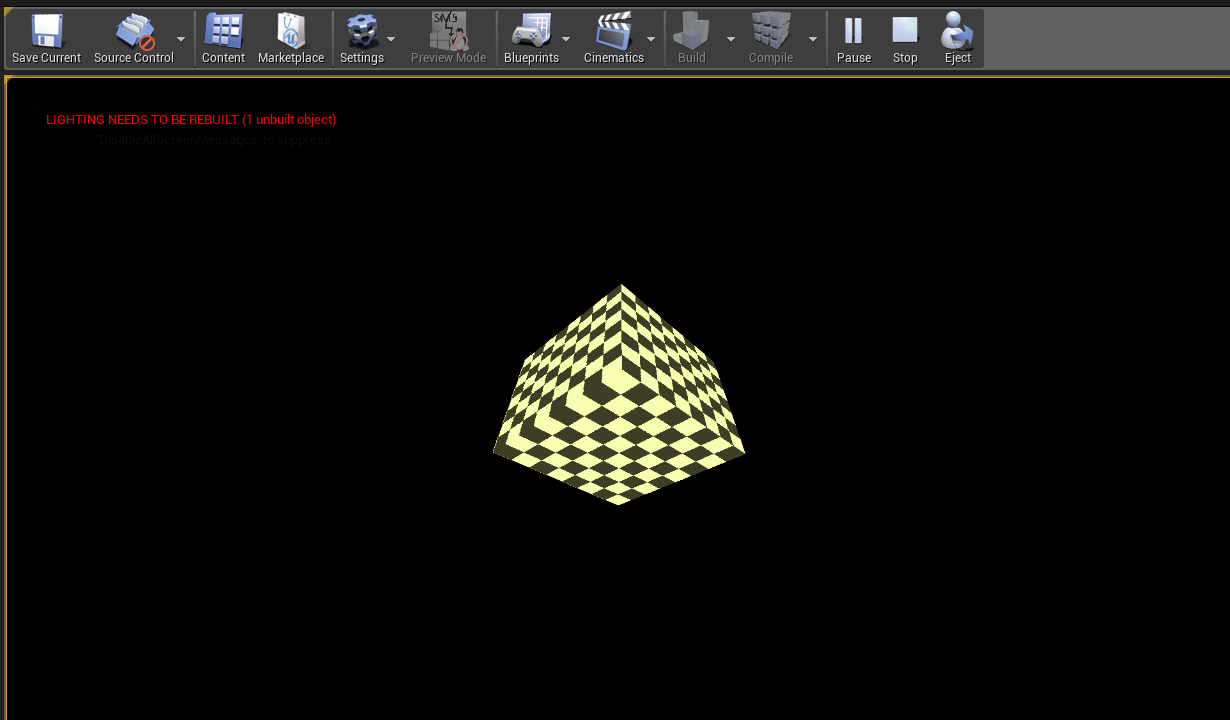 Save Current Source Control Content Marketplace Settings SM5 Preview Mode Blueprints Cinematics Build Compile Pause Stop Eject
LIGHTING NEEDS TO BE REBUILT (1 unbuilt object)
'DisableAllScreenMessages' to suppress